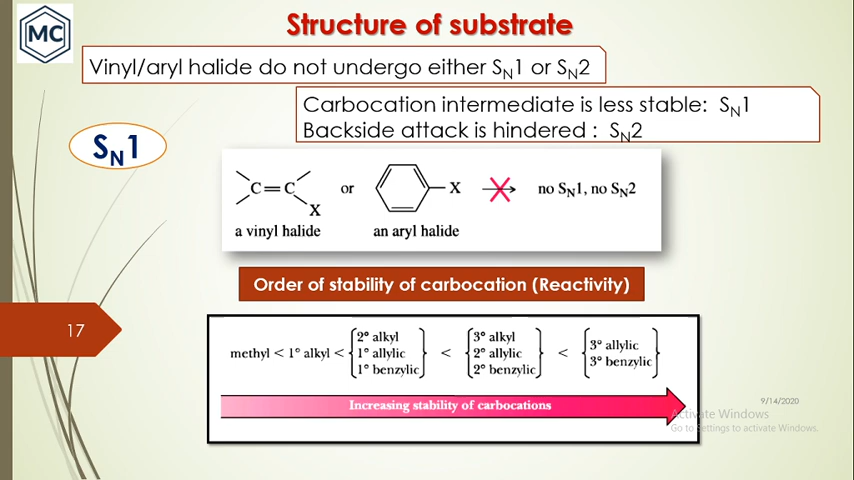 MC
Structure of substrate
Vinyl/aryl halide do not undergo either SN1 or SN2
Carbocation intermediate is less stable: SN1
Backside attack is hindered : SN2
SN1
C=C
X
or
X
no SN1, no SN2
a vinyl halide
an aryl halide
Order of stability of carbocation (Reactivity)
17
methyl < 1° alkyl < {2° alkyl 1° allylic 1° benzylic} < {3° alkyl 2° allylic 2° benzylic} < {3° allylic 3° benzylic}
Increasing stability of carbocations
9/14/2020
Activate Windows
Go to Settings to activate Windows.